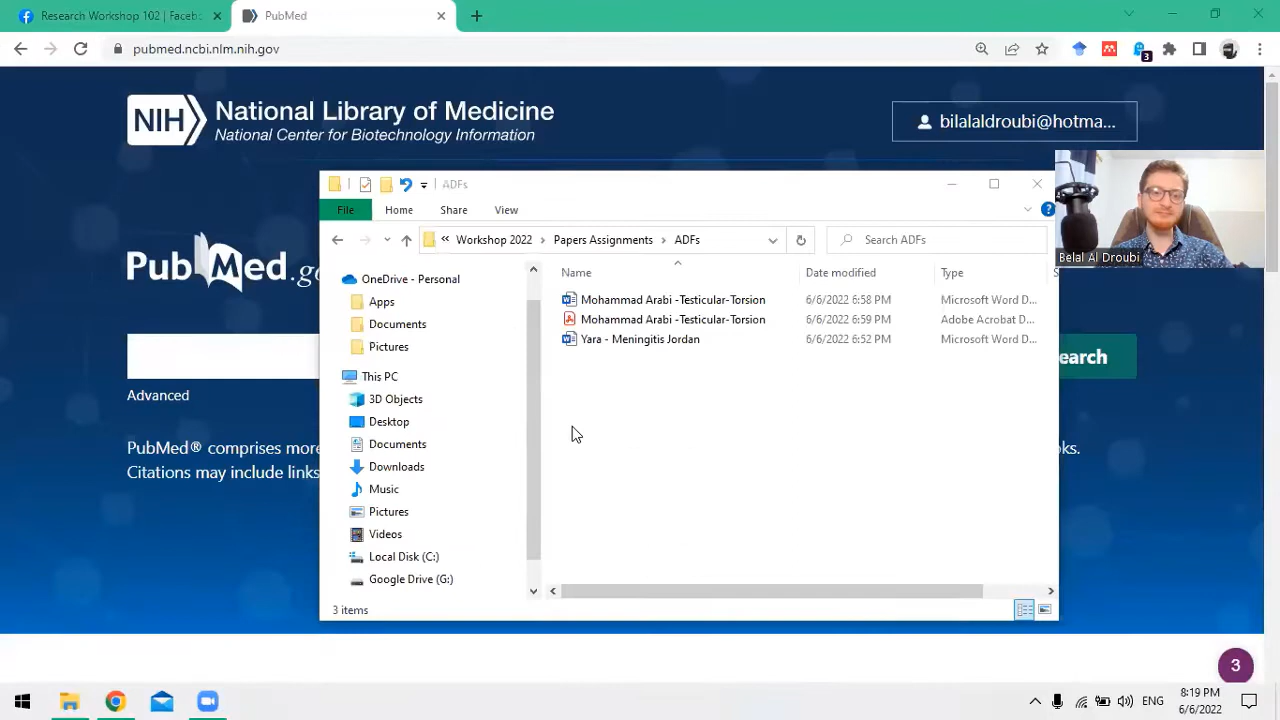 Research Workshop 102 | Faceb
PubMed
pubmed.ncbi.nlm.nih.gov
3
NIH
National Library of Medicine
National Center for Biotechnology Information
bilalaldroubi@hotma...
ADFs
File
Home
Share
View
Workshop 2022 > Papers Assignments > ADFs
Search ADFs
Belal Al Droubi
PubMed.g
Name
Date modified
Type
OneDrive - Personal
Apps
Documents
Pictures
This PC
3D Objects
Desktop
Documents
Downloads
Music
Pictures
Videos
Local Disk (C:)
Google Drive (G:)
Mohammad Arabi -Testicular-Torsion
6/6/2022 6:58 PM
Microsoft Word D...
Mohammad Arabi -Testicular-Torsion
6/6/2022 6:59 PM
Adobe Acrobat D...
Yara - Meningitis Jordan
6/6/2022 6:52 PM
Microsoft Word D...
earch
Advanced
PubMed® comprises more
ks.
Citations may include links
3 items
3
ENG
8:19 PM
6/6/2022